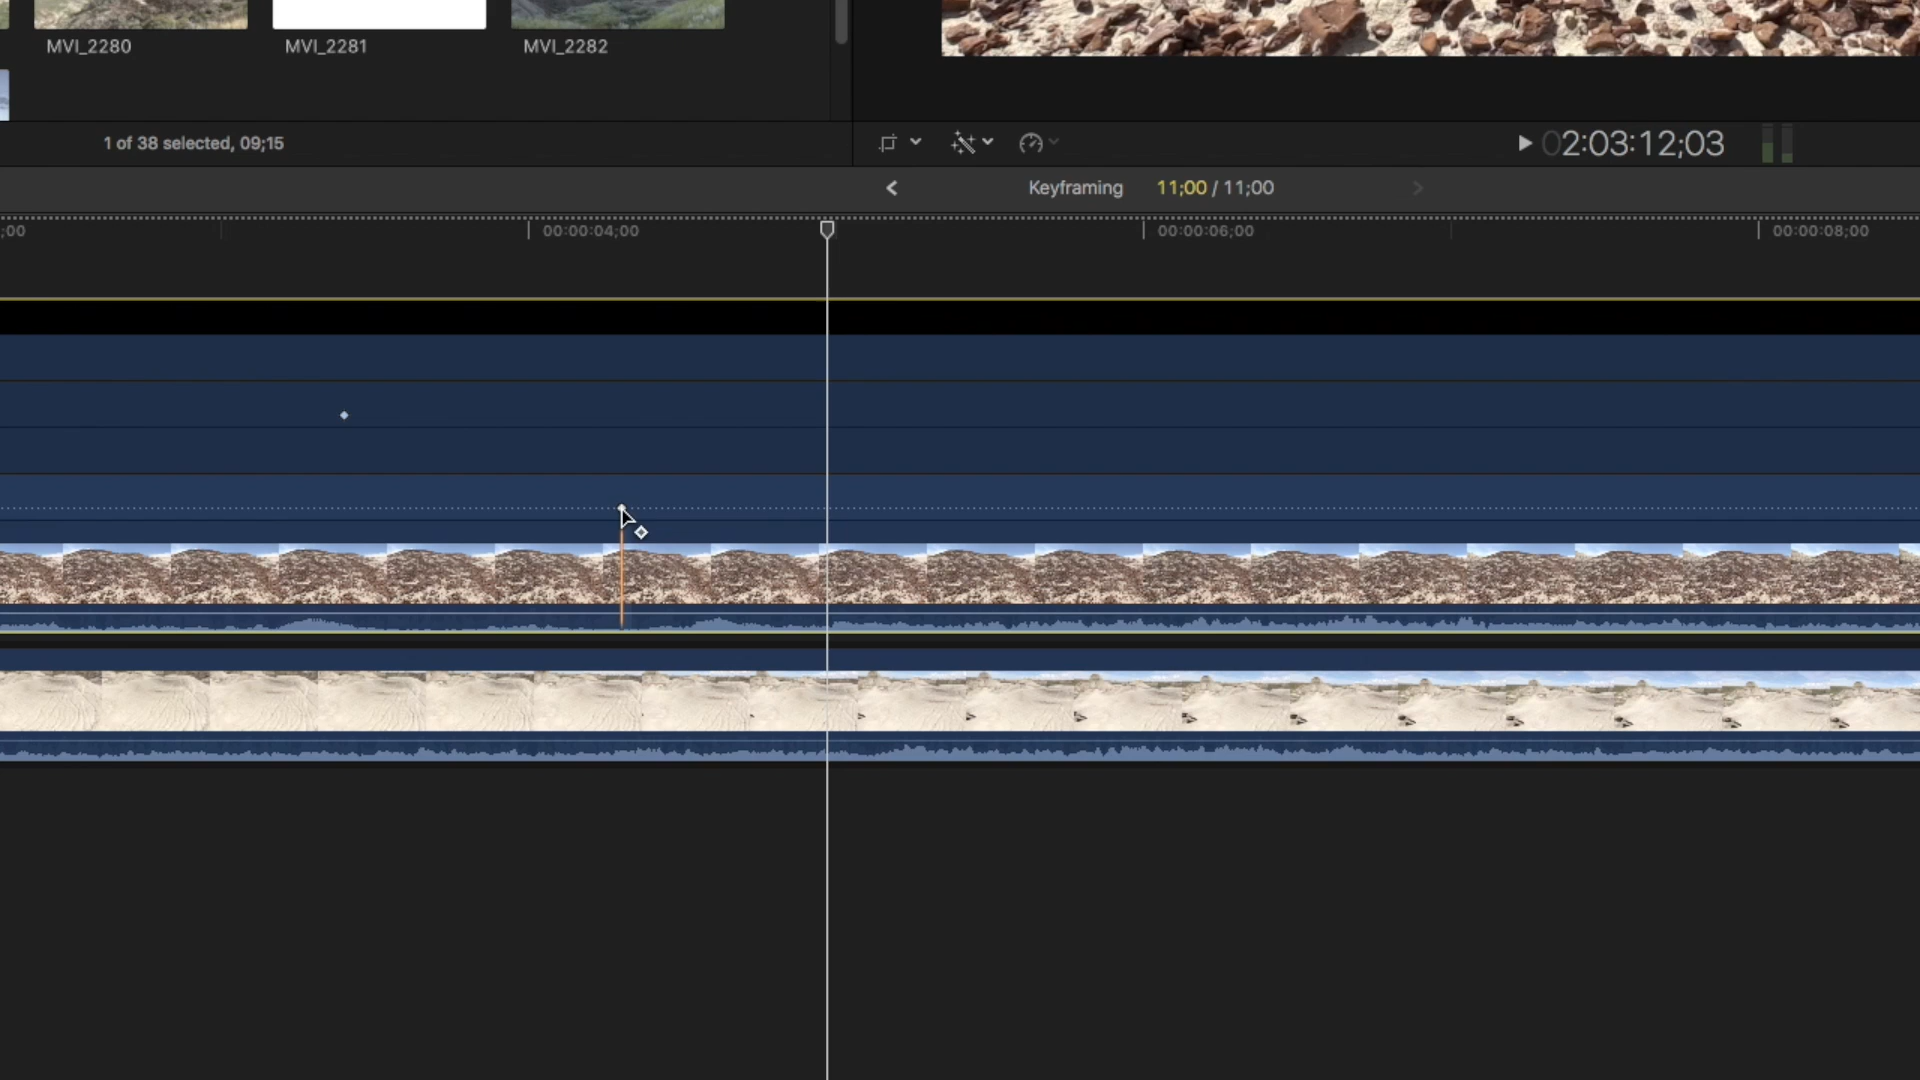 MVI_2280
MVI_2281
MVI_2282
1 of 38 selected, 09;15
02:03:12;03
Keyframing 11;00 / 11;00
;00
00:00:04;00
00:00:06;00
00:00:08;00